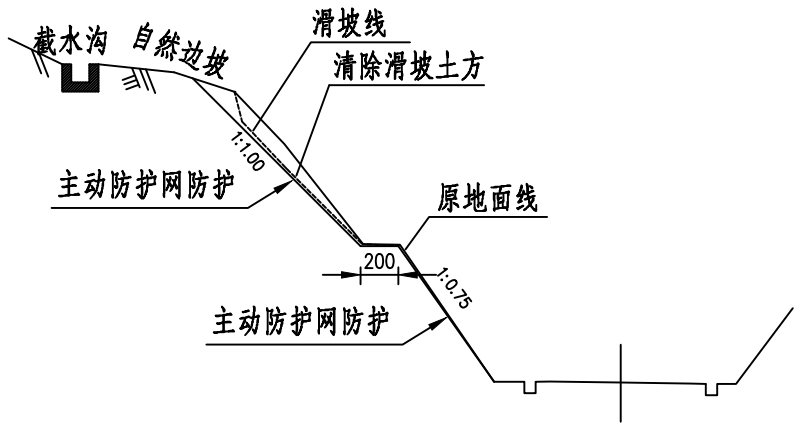 滑坡线
截水沟
自然边坡
清除滑坡土方
1:1.00
主动防护网防护
原地面线
200
1:0.75
主动防护网防护